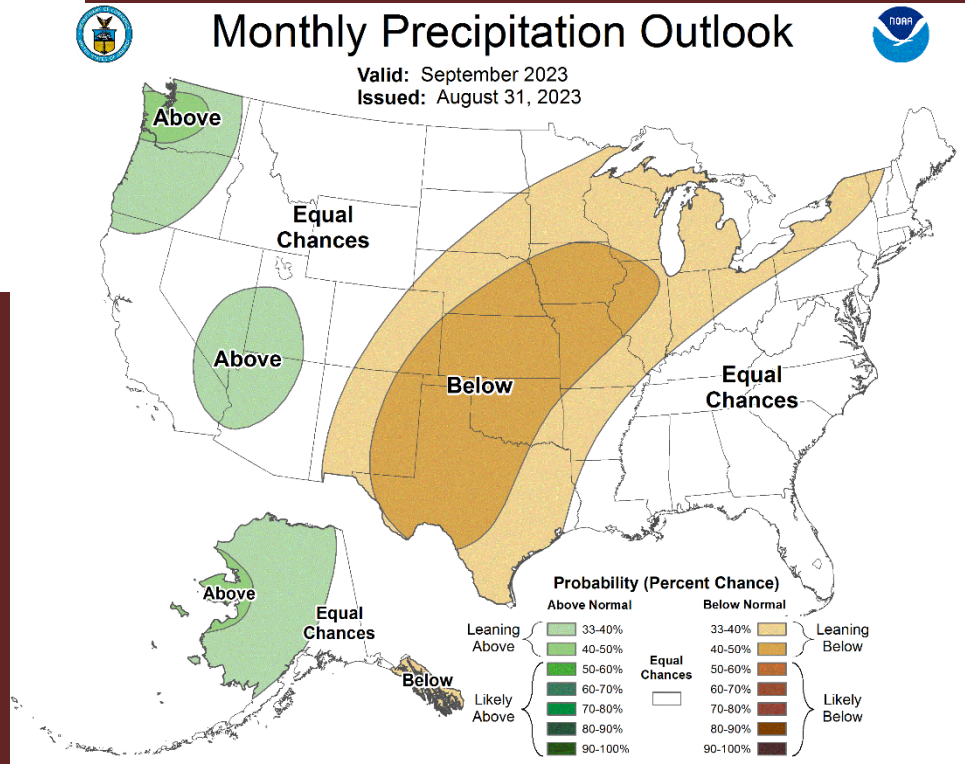 Monthly Precipitation Outlook
NOAA
Valid: September 2023
Issued: August 31, 2023
Above
Equal
Chances
Above
Below
Equal
Chances
Above
Equal
Chances
Below
Probability (Percent Chance)
Above Normal
Below Normal
Leaning
Above
33-40%
40-50%
Likely
Above
50-60%
60-70%
70-80%
80-90%
90-100%
Equal
Chances
33-40%
40-50%
Leaning
Below
50-60%
60-70%
70-80%
80-90%
90-100%
Likely
Below